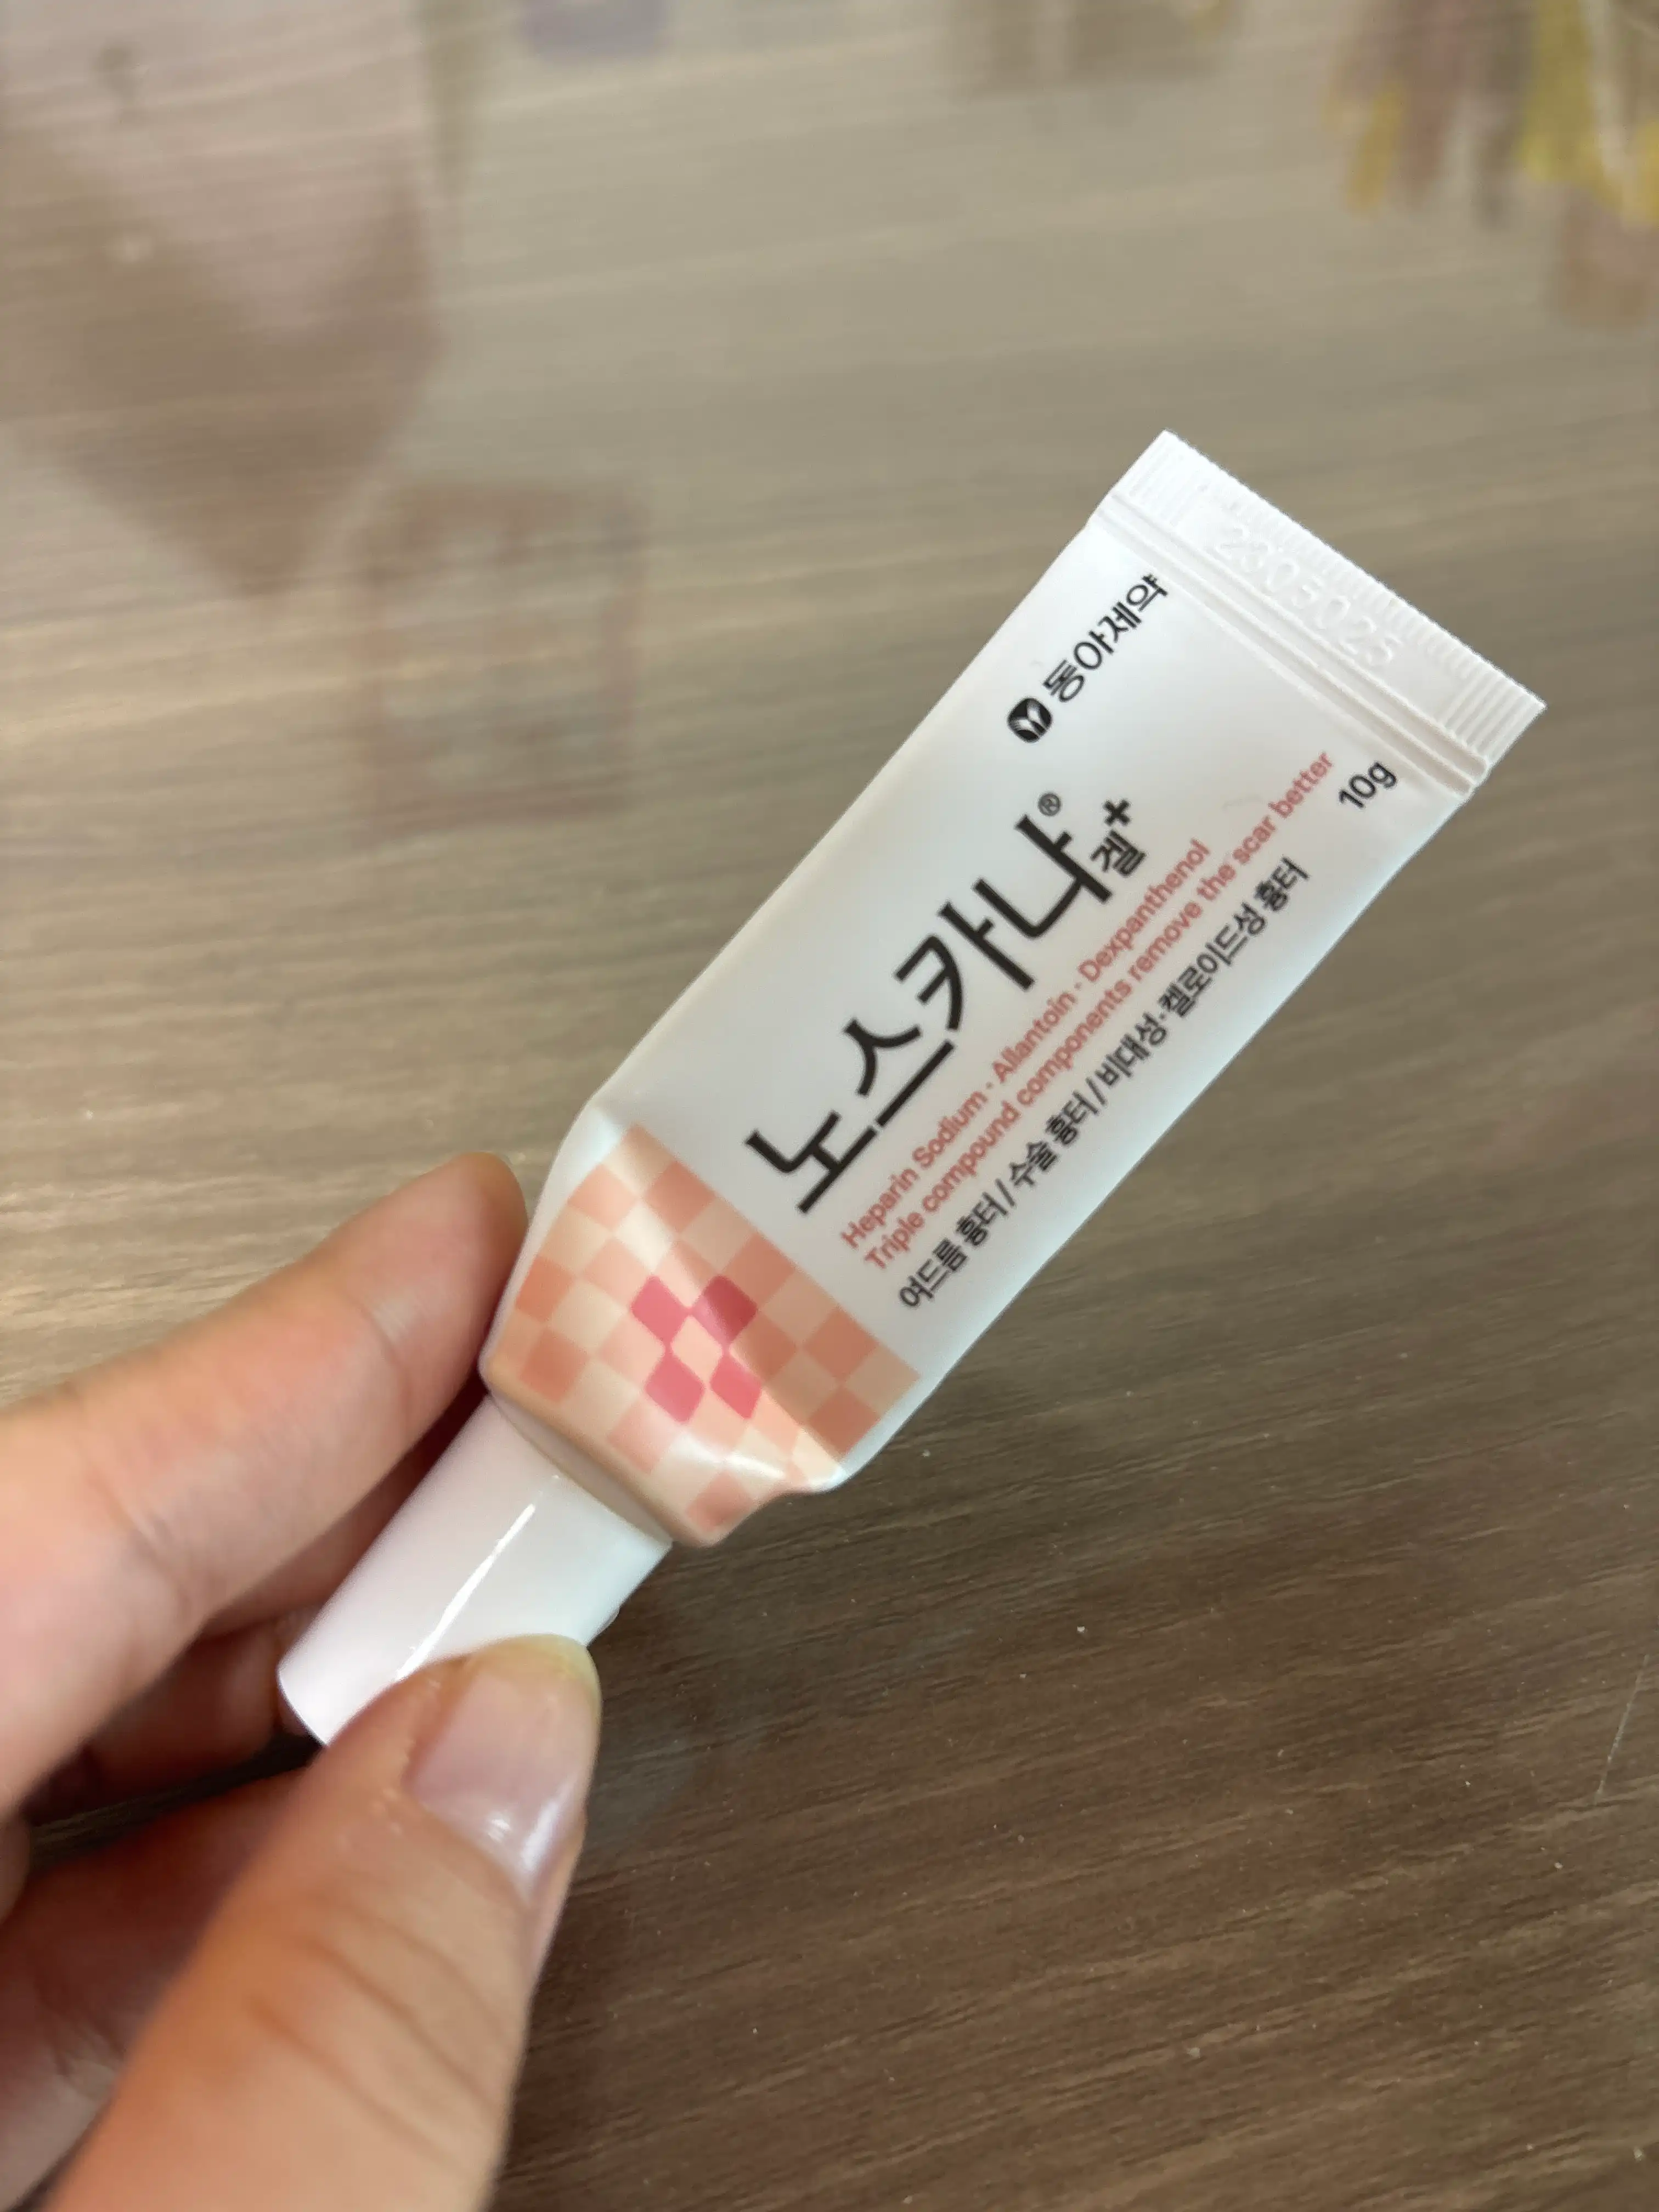 동아제약
노스카나® 겔+
Heparin Sodium · Allantoin · Dexpanthenol
Triple compound components remove the scar better
여드름 흉터 / 수술 흉터 / 비대성·켈로이드성 흉터
10g